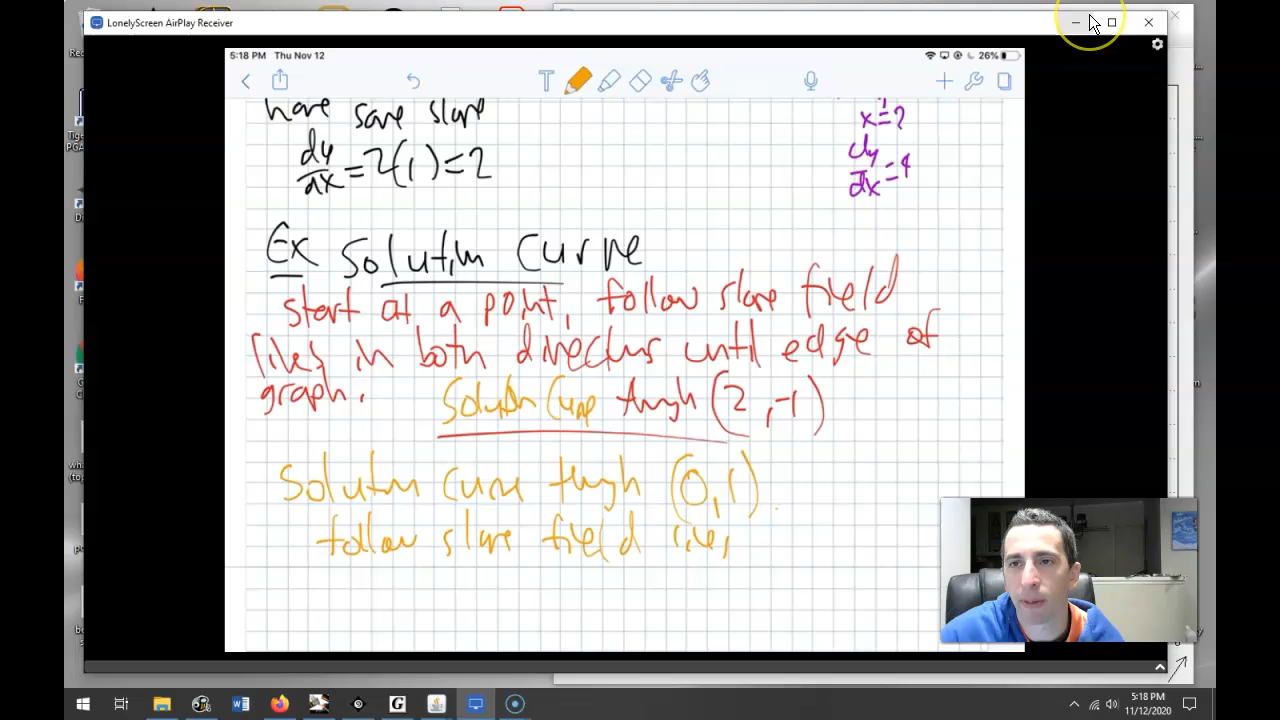 LonelyScreen AirPlay Receiver
5:18 PM Thu Nov 12
26%
T
have same slope
dy/dx = 2(1) = 2
x = 2
dy/dx = 4
Ex Solution Curve
start at a point, follow slope field
lines in both directions until edge of
graph.
Solution Curve through (2, -1)
Solution curve through (0, 1).
follow slope field lines
5:18 PM
11/12/2020